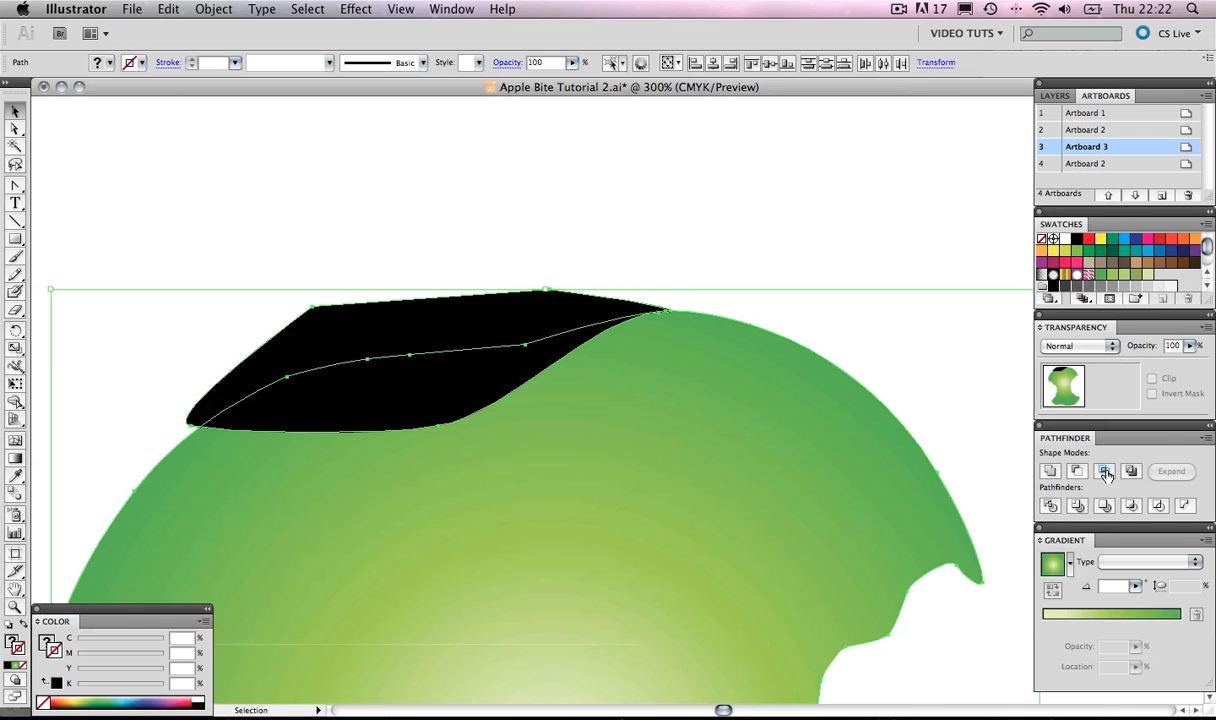 Illustrator File Edit Object Type Select Effect View Window Help 17 Thu 22:22
Ai Br VIDEO TUTS CS Live
Path ? Stroke: Basic Style: Opacity: 100 % Transform
Apple Bite Tutorial 2.ai* @ 300% (CMYK/Preview)
LAYERS ARTBOARDS
1 Artboard 1
2 Artboard 2
3 Artboard 3
4 Artboard 2
4 Artboards
SWATCHES
TRANSPARENCY
Normal Opacity: 100 %
Clip
Invert Mask
PATHFINDER
Shape Modes:
Expand
Pathfinders:
GRADIENT
Type
°
%
Opacity: %
Location: %
COLOR
C %
M %
Y %
K %
Selection